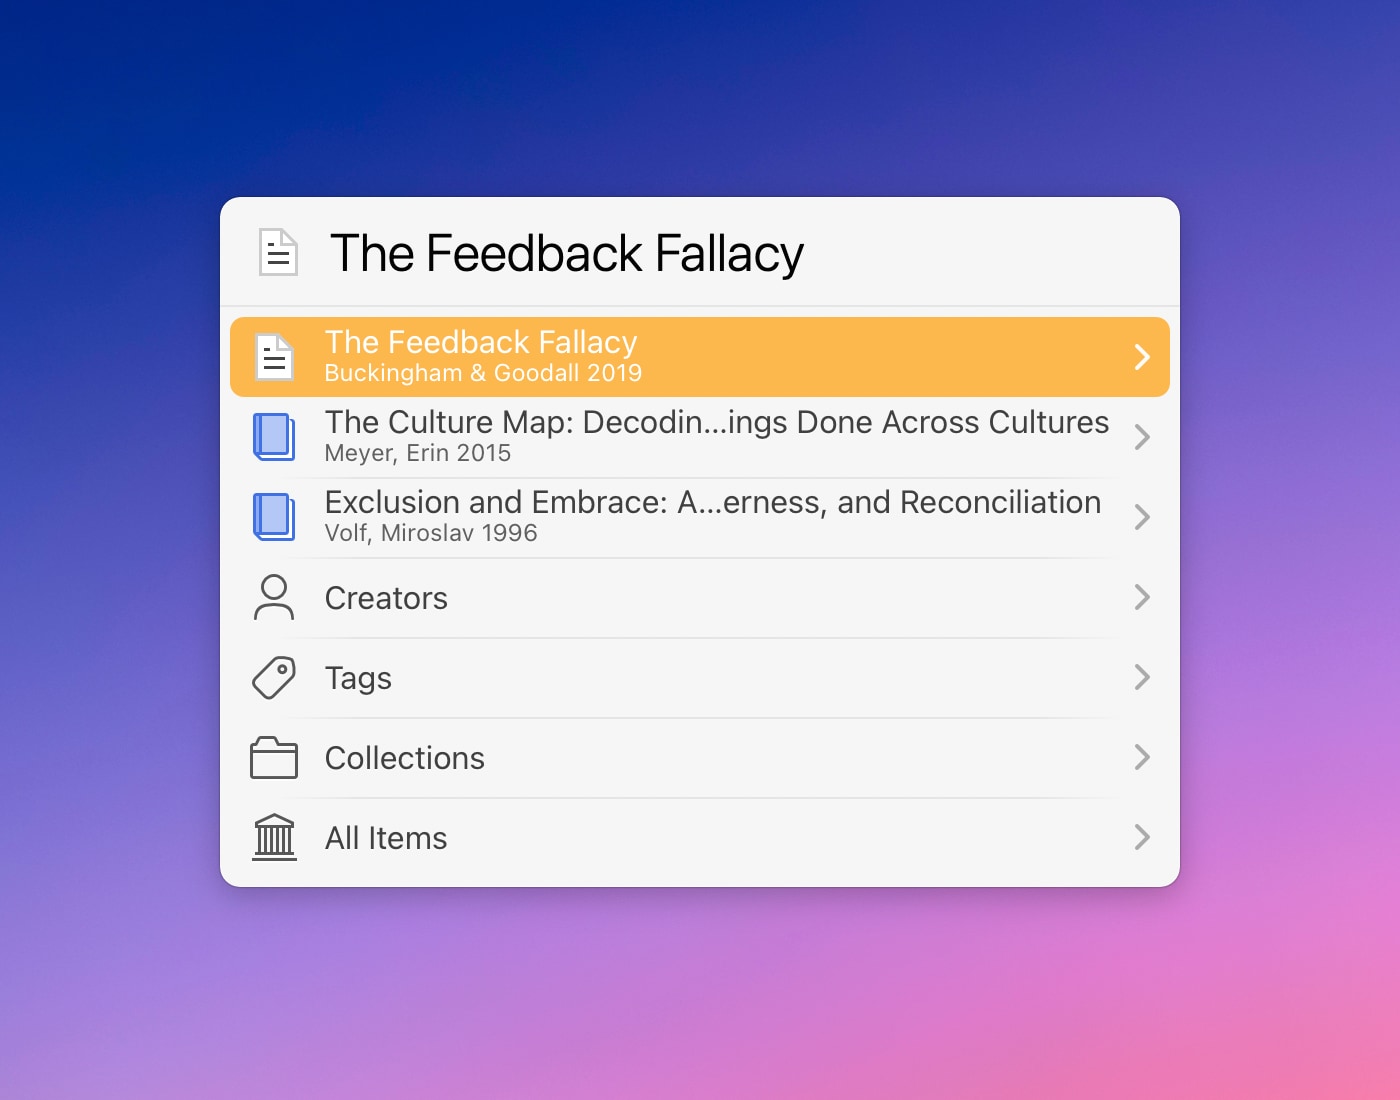 The Feedback Fallacy
The Feedback Fallacy
Buckingham & Goodall 2019
The Culture Map: Decodin...ings Done Across Cultures
Meyer, Erin 2015
Exclusion and Embrace: A...erness, and Reconciliation
Volf, Miroslav 1996
Creators
Tags
Collections
All Items